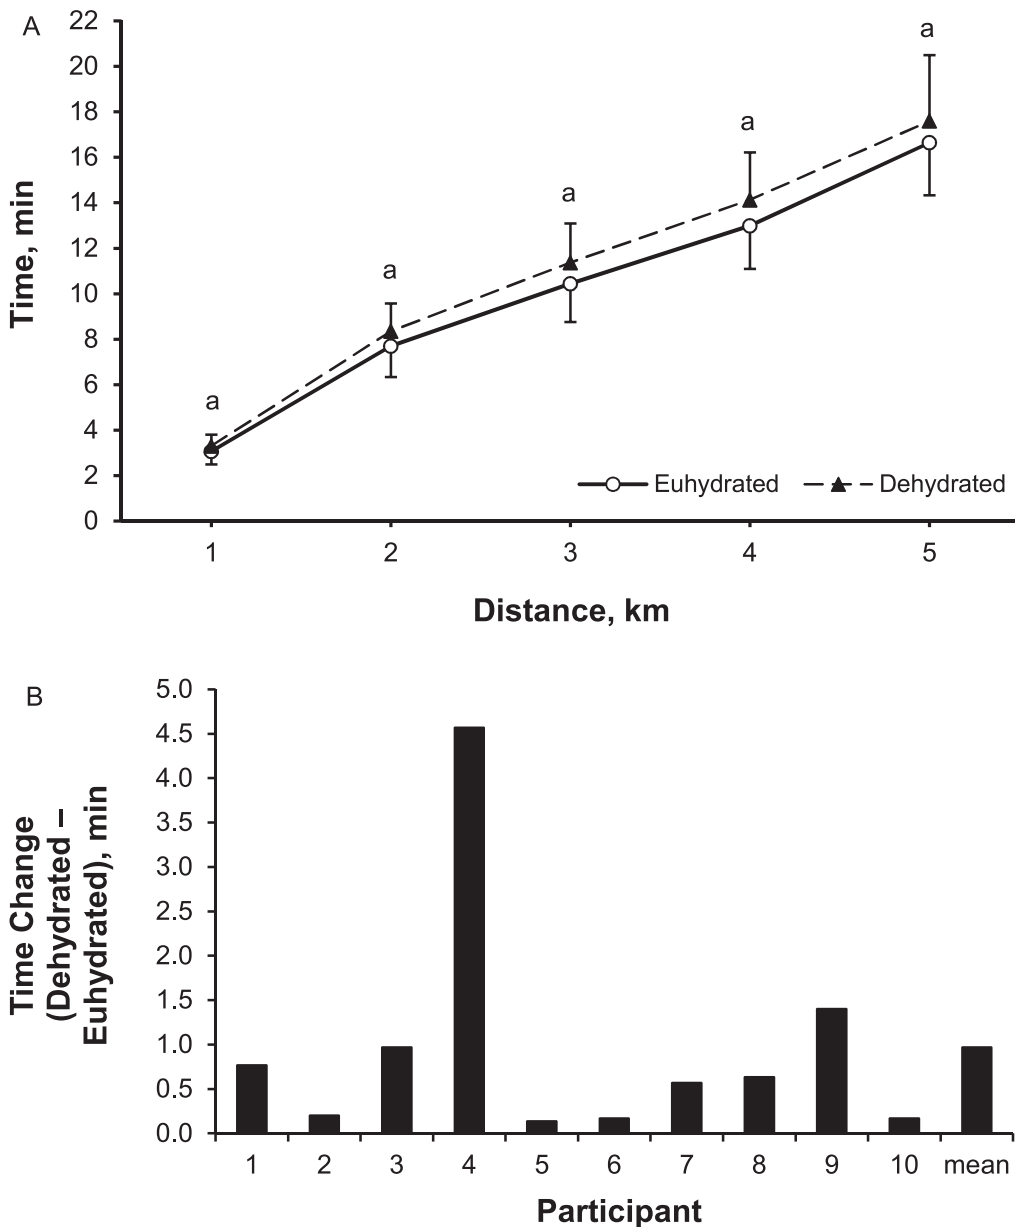 A
22
20
18
16
14
12
10
8
6
4
2
0
Time, min
a a a a a
Euhydrated Dehydrated
1 2 3 4 5
Distance, km
B
5.0
4.5
4.0
3.5
3.0
2.5
2.0
1.5
1.0
0.5
0.0
Time Change
(Dehydrated –
Euhydrated), min
1 2 3 4 5 6 7 8 9 10 mean
Participant